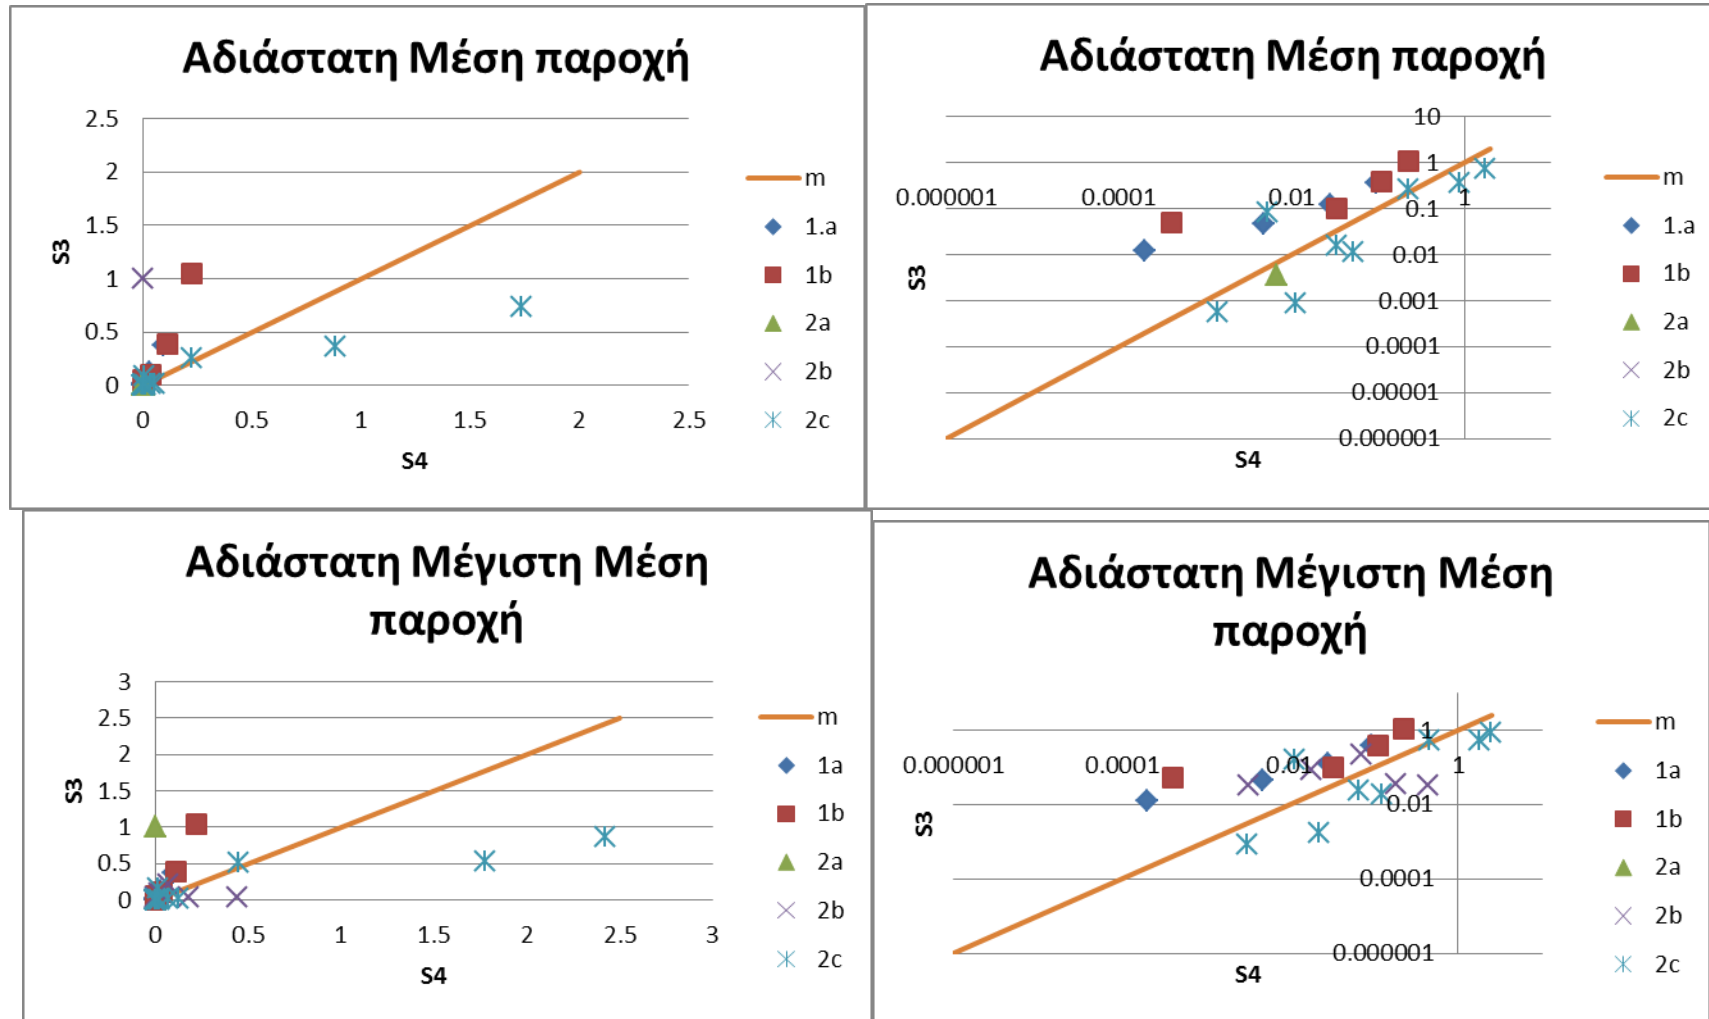 Αδιάστατη Μέση παροχή
2.5
2
1.5
1
0.5
0
0 0.5 1 1.5 2 2.5
S3
S4
m
1.a
1b
2a
2b
2c
Αδιάστατη Μέση παροχή
10
1
0.1
0.01
0.001
0.0001
0.00001
0.000001
0.000001 0.0001 0.01 1
S3
S4
m
1.a
1b
2a
2b
2c
Αδιάστατη Μέγιστη Μέση
παροχή
3
2.5
2
1.5
1
0.5
0
0 0.5 1 1.5 2 2.5 3
S3
S4
m
1a
1b
2a
2b
2c
Αδιάστατη Μέγιστη Μέση
παροχή
1
0.01
0.0001
0.000001
0.000001 0.0001 0.01 1
S3
S4
m
1a
1b
2a
2b
2c